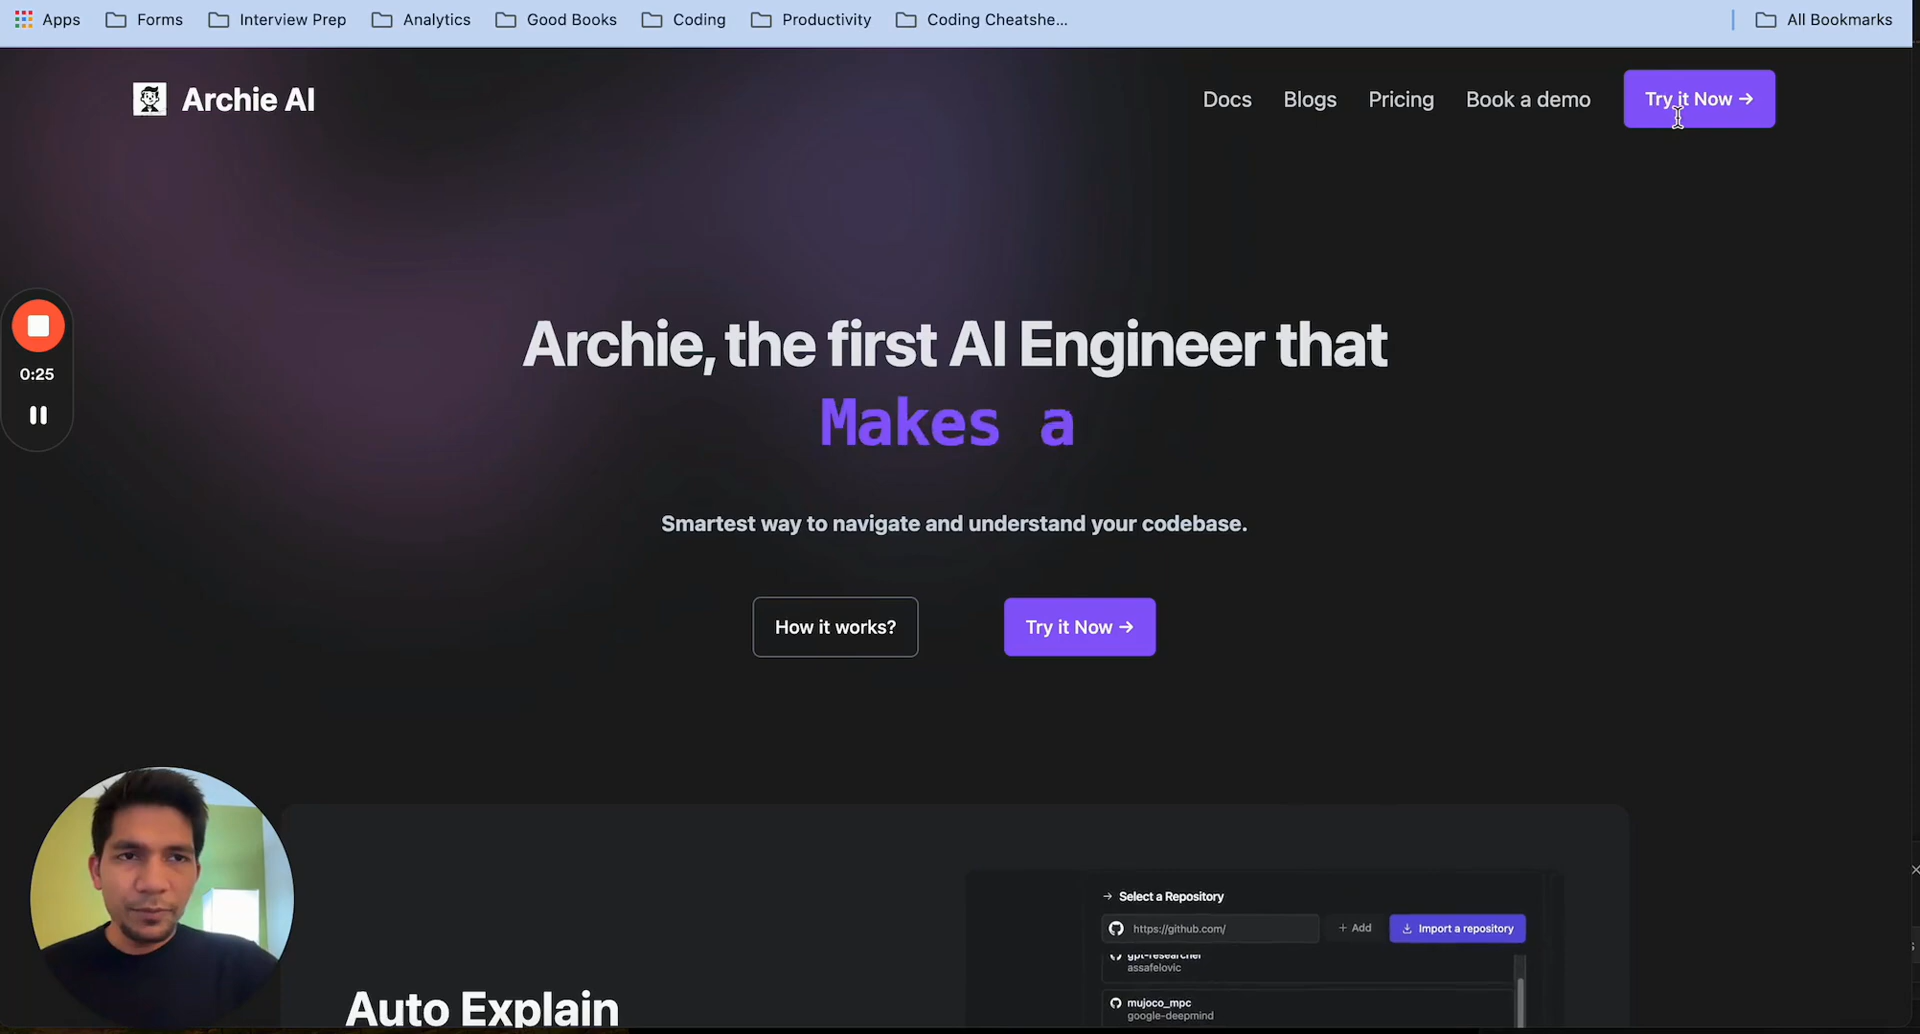 Apps Forms Interview Prep Analytics Good Books Coding Productivity Coding Cheatshe... All Bookmarks
Archie AI Docs Blogs Pricing Book a demo Try it Now →
0:25
Archie, the first AI Engineer that
Makes a
Smartest way to navigate and understand your codebase.
How it works? Try it Now →
→ Select a Repository
https://github.com/ + Add Import a repository
gpt-researcher
assafelovic
mujoco_mpc
google-deepmind
Auto Explain